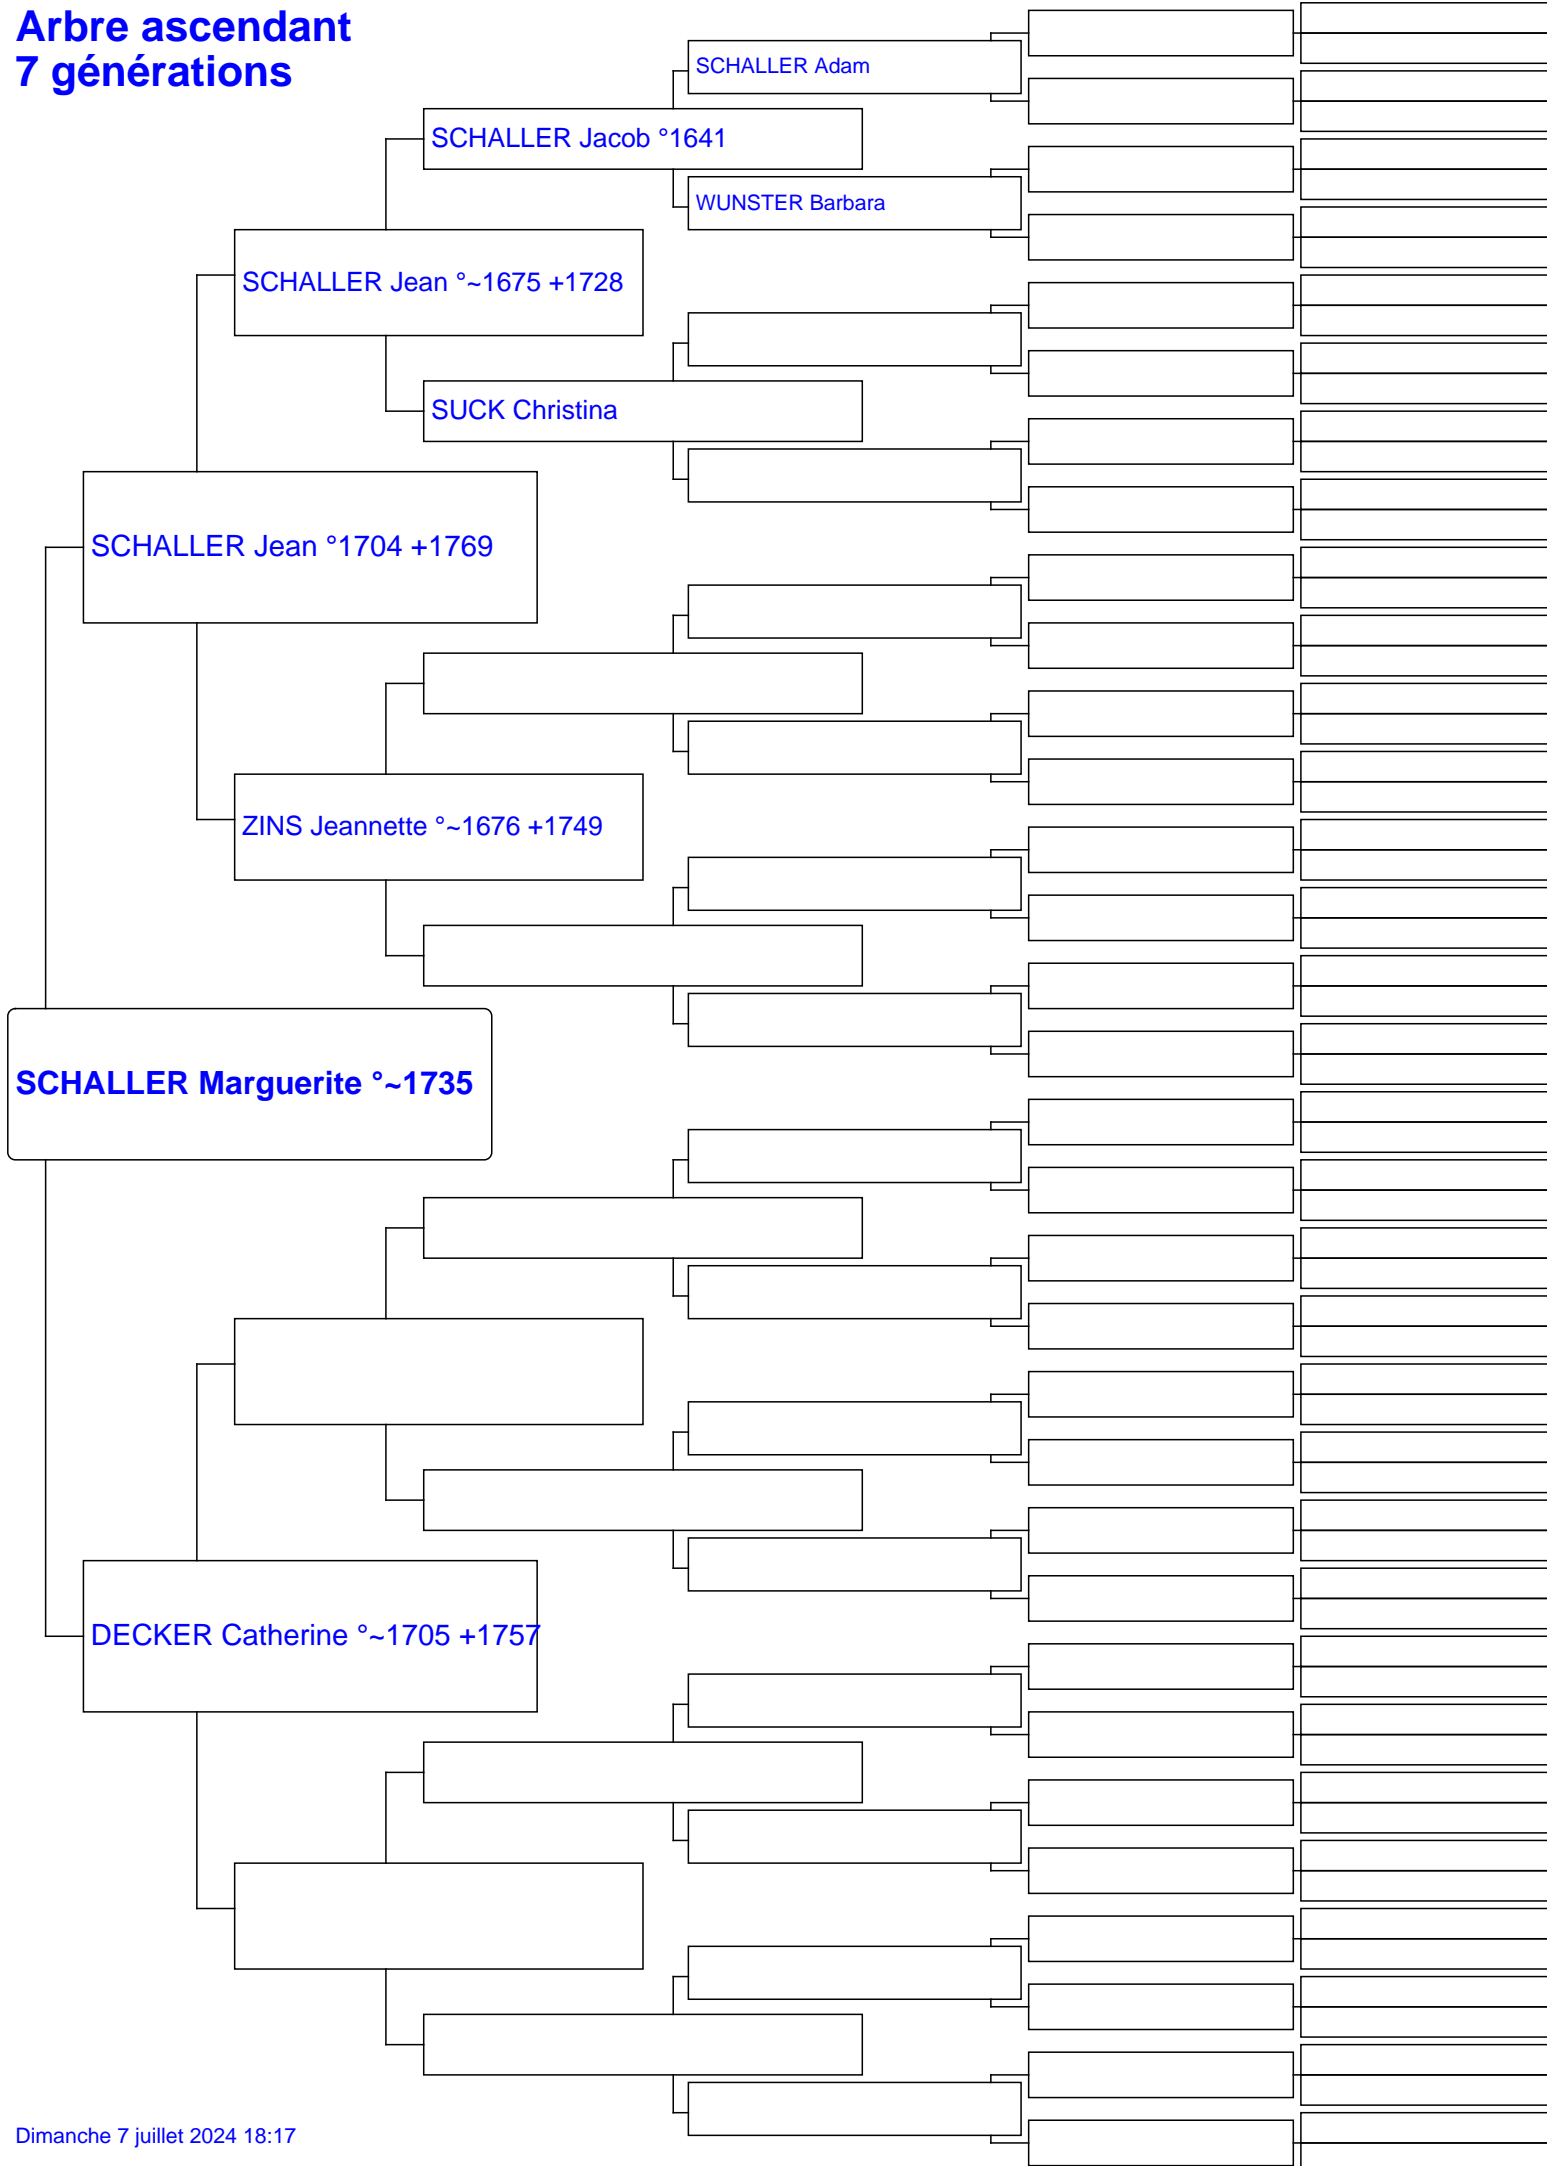 Arbre ascendant
7 générations
SCHALLER Adam
SCHALLER Jacob °1641
WUNSTER Barbara
SCHALLER Jean °~1675 +1728
SUCK Christina
SCHALLER Jean °1704 +1769
ZINS Jeannette °~1676 +1749
SCHALLER Marguerite °~1735
DECKER Catherine °~1705 +1757
Dimanche 7 juillet 2024 18:17